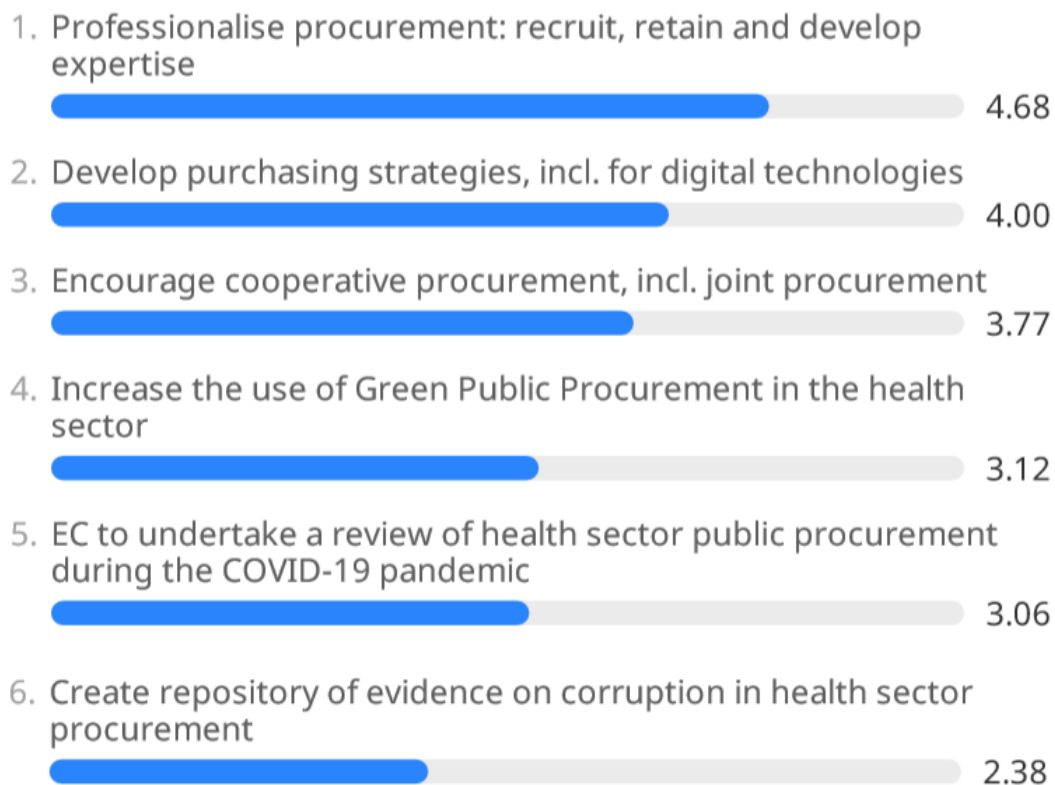 1. Professionalise procurement: recruit, retain and develop
expertise
4.68
2. Develop purchasing strategies, incl. for digital technologies
4.00
3. Encourage cooperative procurement, incl. joint procurement
3.77
4. Increase the use of Green Public Procurement in the health
sector
3.12
5. EC to undertake a review of health sector public procurement
during the COVID-19 pandemic
3.06
6. Create repository of evidence on corruption in health sector
procurement
2.38